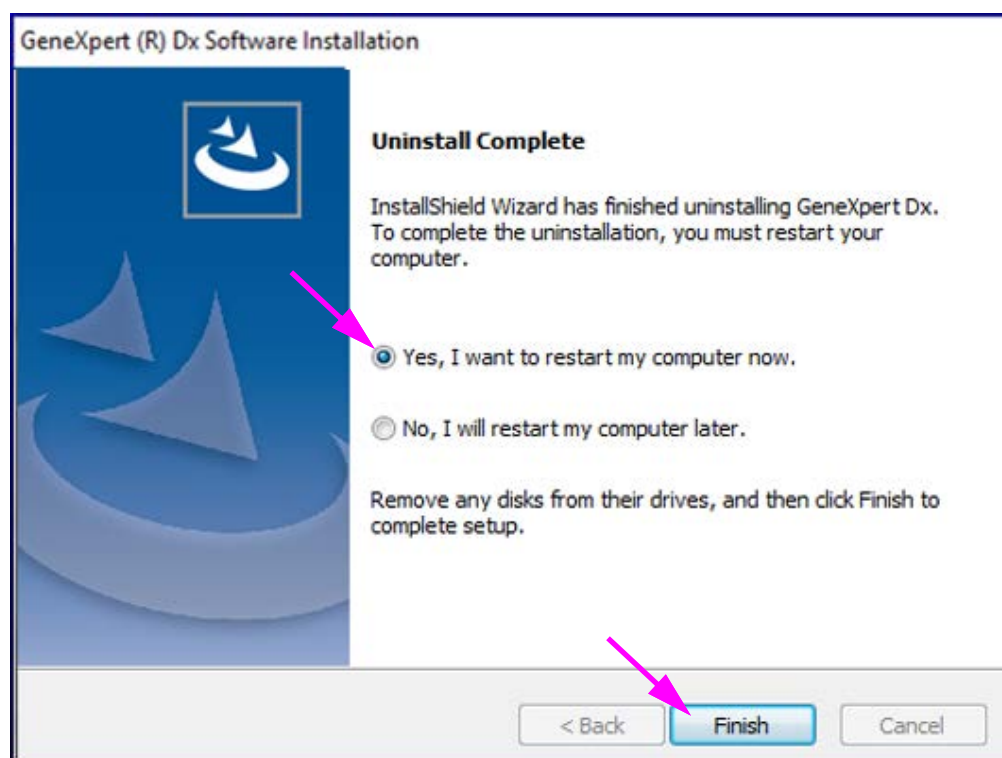 GeneXpert (R) Dx Software Installation
Uninstall Complete
InstallShield Wizard has finished uninstalling GeneXpert Dx.
To complete the uninstallation, you must restart your
computer.
Yes, I want to restart my computer now.
No, I will restart my computer later.
Remove any disks from their drives, and then click Finish to
complete setup.
< Back Finish Cancel